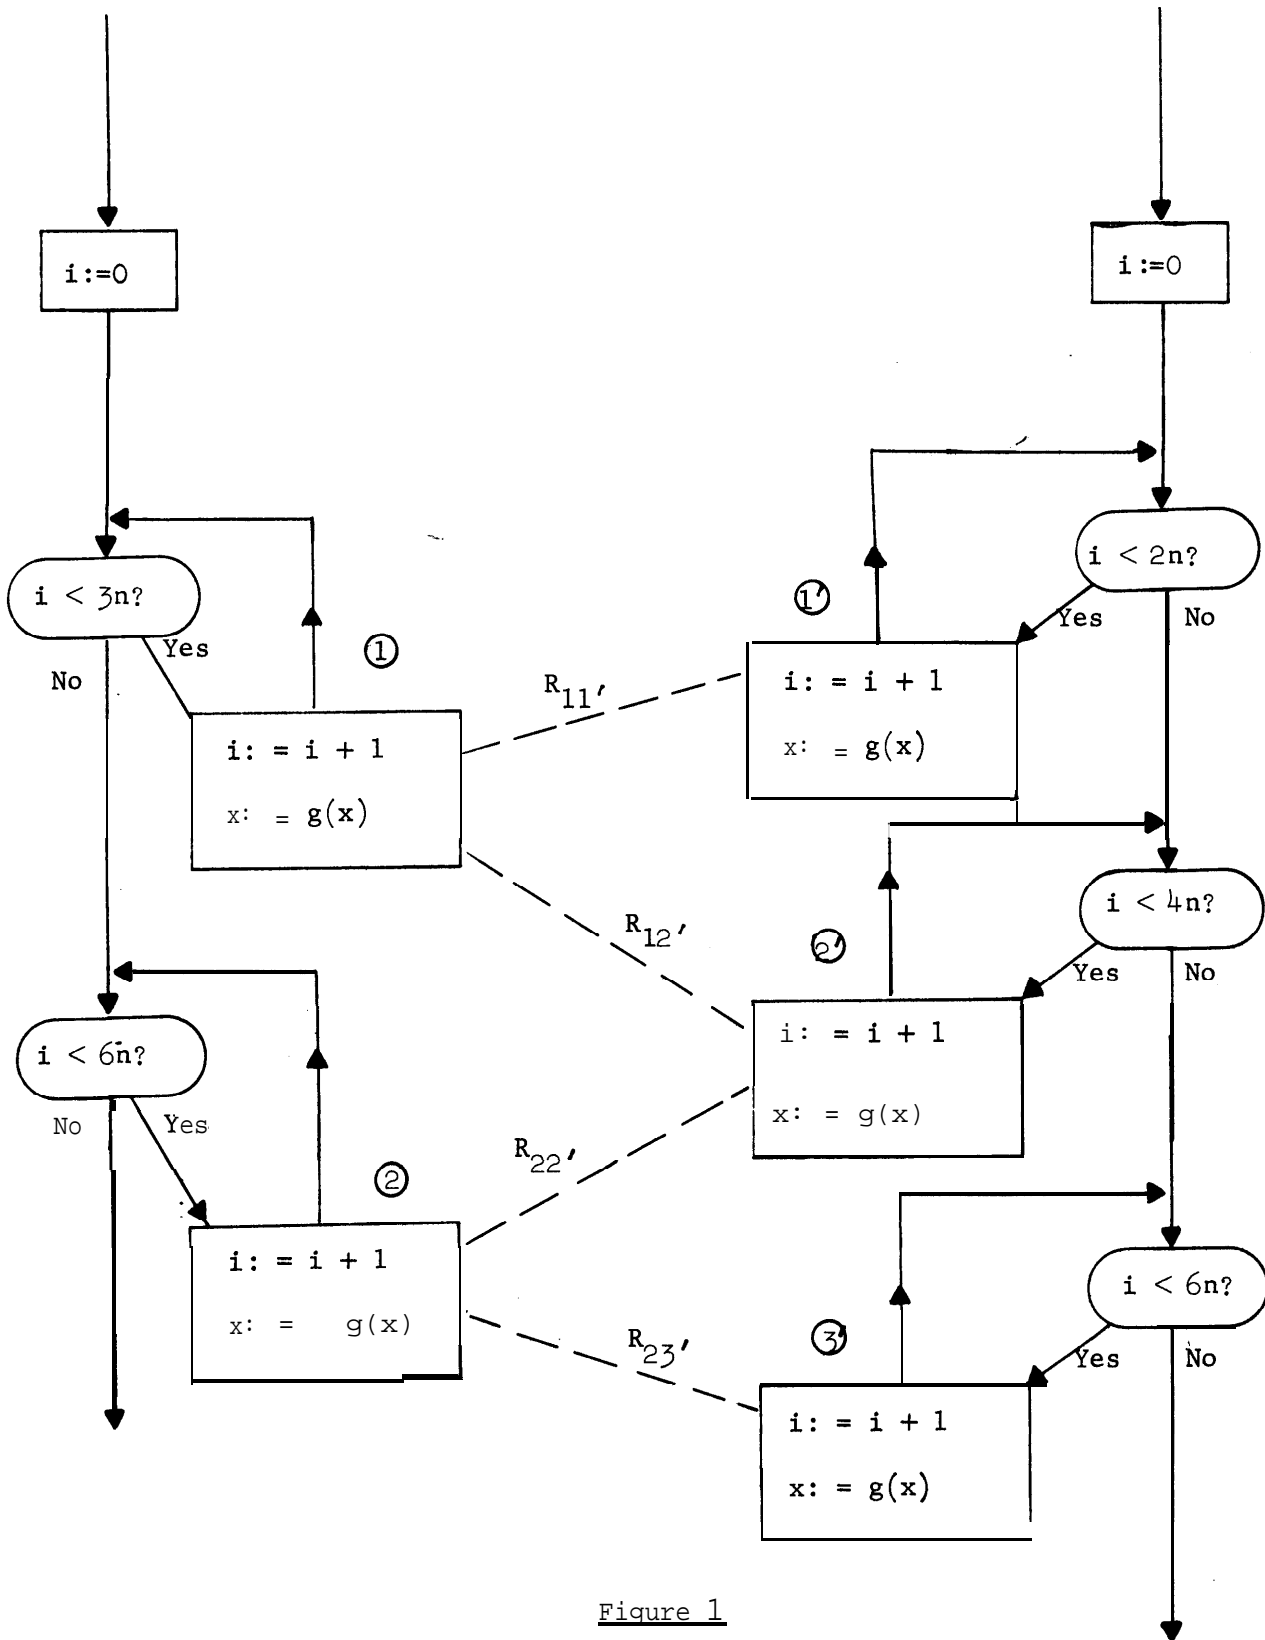 i:=0
i < 3n?
Yes
No
①
i: = i + 1
x: = g(x)
i < 6n?
No
Yes
②
i: = i + 1
x: = g(x)
R11'
R12'
R22'
R23'
i:=0
i < 2n?
Yes
No
1'
i: = i + 1
x: = g(x)
i < 4n?
Yes
No
2'
i: = i + 1
x: = g(x)
i < 6n?
Yes
No
3'
i: = i + 1
x: = g(x)
Figure 1